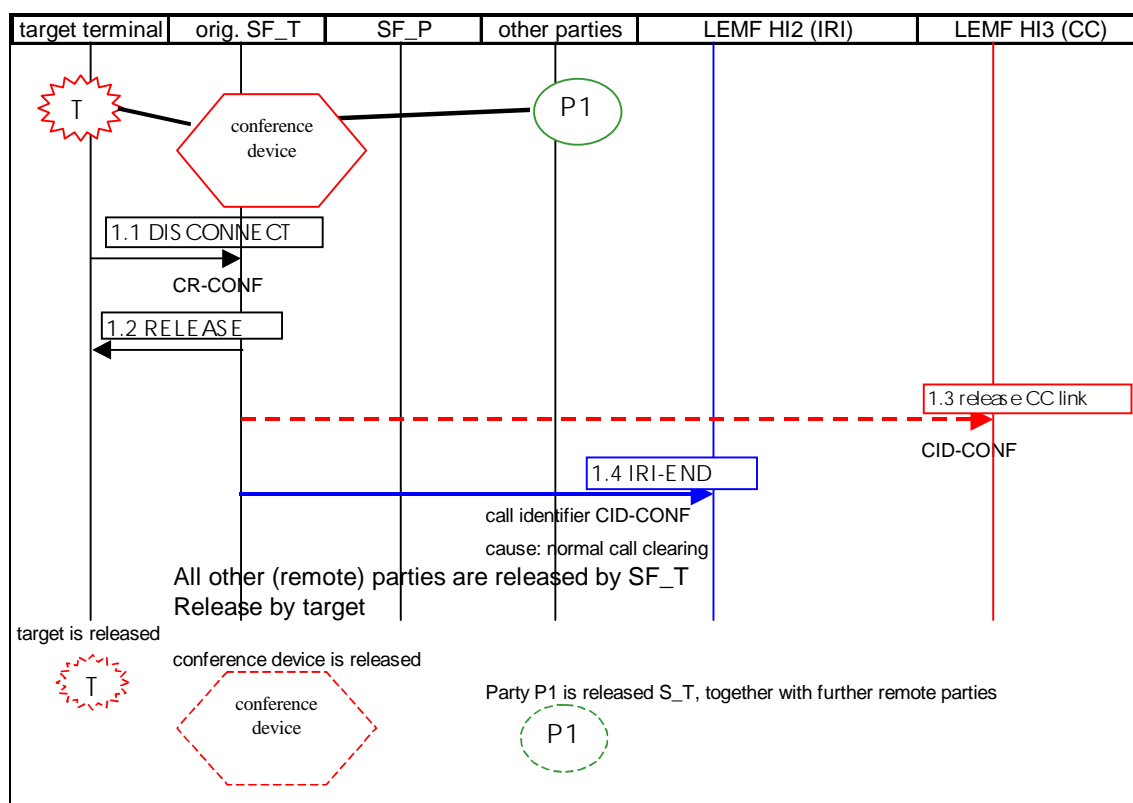 target terminal orig. SF_T SF_P other parties LEMF HI2 (IRI) LEMF HI3 (CC)
T
conference
device
P1
1.1 DISCONNECT
CR-CONF
1.2 RELEASE
1.3 release CC link
CID-CONF
1.4 IRI-END
call identifier CID-CONF
cause: normal call clearing
All other (remote) parties are released by SF_T
Release by target
target is released
conference device is released
T
conference
device
Party P1 is released S_T, together with further remote parties
P1